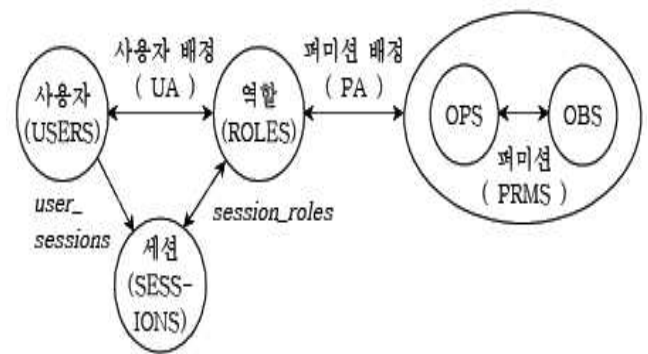 사용자 배정
( UA )
퍼미션 배정
( PA )
사용자
(USERS)
역할
(ROLES)
OPS
OBS
퍼미션
( PRMS )
user_
sessions
session_roles
세션
(SESS-
IONS)